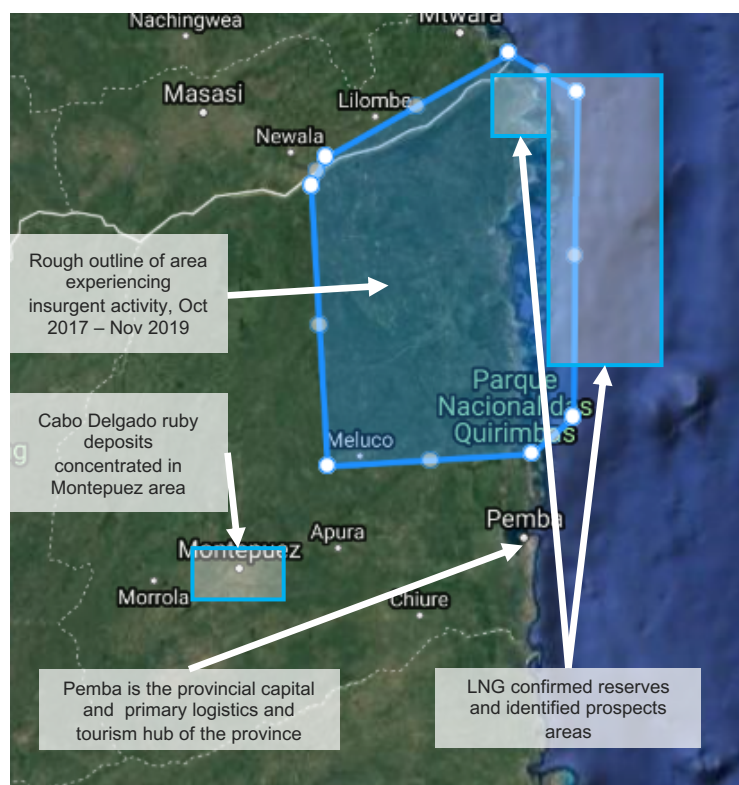 Nachingwea
Mtwara
Masasi
Lilombe
Newala
Rough outline of area
experiencing
insurgent activity, Oct
2017 – Nov 2019
Parque
Nacional das
Quirimbas
Cabo Delgado ruby
deposits
concentrated in
Montepuez area
g
Meluco
Pemba
Apura
Montepuez
Morrola
Chiure
Pemba is the provincial capital
and primary logistics and
tourism hub of the province
LNG confirmed reserves
and identified prospects
areas